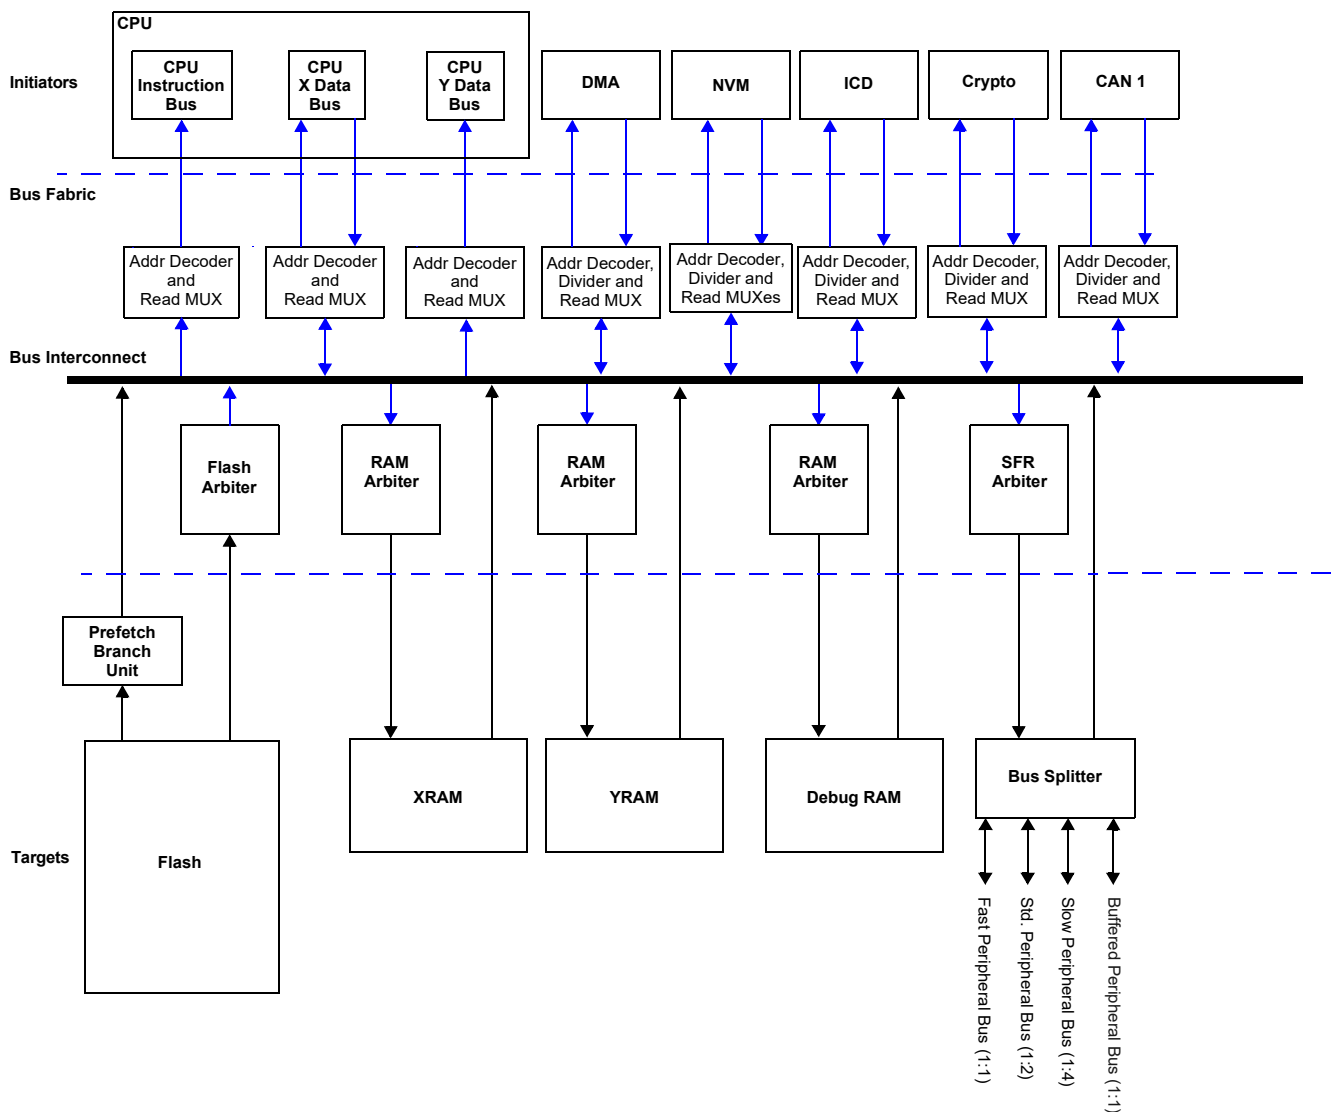 CPU
Initiators
CPU
Instruction
Bus
CPU
X Data
Bus
CPU
Y Data
Bus
DMA
NVM
ICD
Crypto
CAN 1
Bus Fabric
Addr Decoder
and
Read MUX
Addr Decoder
and
Read MUX
Addr Decoder
and
Read MUX
Addr Decoder,
Divider and
Read MUX
Addr Decoder,
Divider and
Read MUXes
Addr Decoder,
Divider and
Read MUX
Addr Decoder,
Divider and
Read MUX
Addr Decoder,
Divider and
Read MUX
Bus Interconnect
Flash
Arbiter
RAM
Arbiter
RAM
Arbiter
RAM
Arbiter
SFR
Arbiter
Prefetch
Branch
Unit
Targets
Flash
XRAM
YRAM
Debug RAM
Bus Splitter
Fast Peripheral Bus (1:1)
Std. Peripheral Bus (1:2)
Slow Peripheral Bus (1:4)
Buffered Peripheral Bus (1:1)